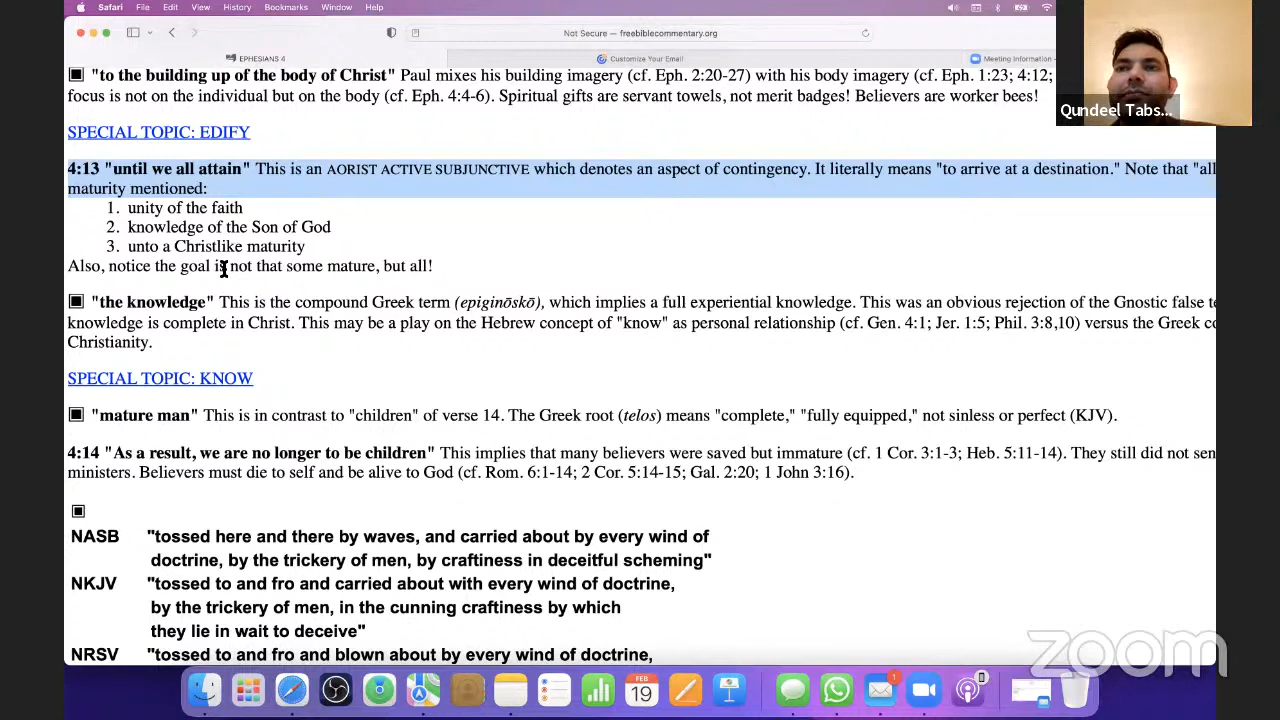 Safari File Edit View History Bookmarks Window Help
Not Secure — freebiblecommentary.org
EPHESIANS 4
Customize Your Email
Meeting Information -
"to the building up of the body of Christ" Paul mixes his building imagery (cf. Eph. 2:20-27) with his body imagery (cf. Eph. 1:23; 4:12;
focus is not on the individual but on the body (cf. Eph. 4:4-6). Spiritual gifts are servant towels, not merit badges! Believers are worker bees!
Qundeel Tabs...
SPECIAL TOPIC: EDIFY
4:13 "until we all attain" This is an AORIST ACTIVE SUBJUNCTIVE which denotes an aspect of contingency. It literally means "to arrive at a destination." Note that "all
maturity mentioned:
1. unity of the faith
2. knowledge of the Son of God
3. unto a Christlike maturity
Also, notice the goal is not that some mature, but all!
"the knowledge" This is the compound Greek term (epiginōskō), which implies a full experiential knowledge. This was an obvious rejection of the Gnostic false te
knowledge is complete in Christ. This may be a play on the Hebrew concept of "know" as personal relationship (cf. Gen. 4:1; Jer. 1:5; Phil. 3:8,10) versus the Greek co
Christianity.
SPECIAL TOPIC: KNOW
"mature man" This is in contrast to "children" of verse 14. The Greek root (telos) means "complete," "fully equipped," not sinless or perfect (KJV).
4:14 "As a result, we are no longer to be children" This implies that many believers were saved but immature (cf. 1 Cor. 3:1-3; Heb. 5:11-14). They still did not sen
ministers. Believers must die to self and be alive to God (cf. Rom. 6:1-14; 2 Cor. 5:14-15; Gal. 2:20; 1 John 3:16).
NASB "tossed here and there by waves, and carried about by every wind of
doctrine, by the trickery of men, by craftiness in deceitful scheming"
NKJV "tossed to and fro and carried about with every wind of doctrine,
by the trickery of men, in the cunning craftiness by which
they lie in wait to deceive"
NRSV "tossed to and fro and blown about by every wind of doctrine,
zoom
FEB
19
1